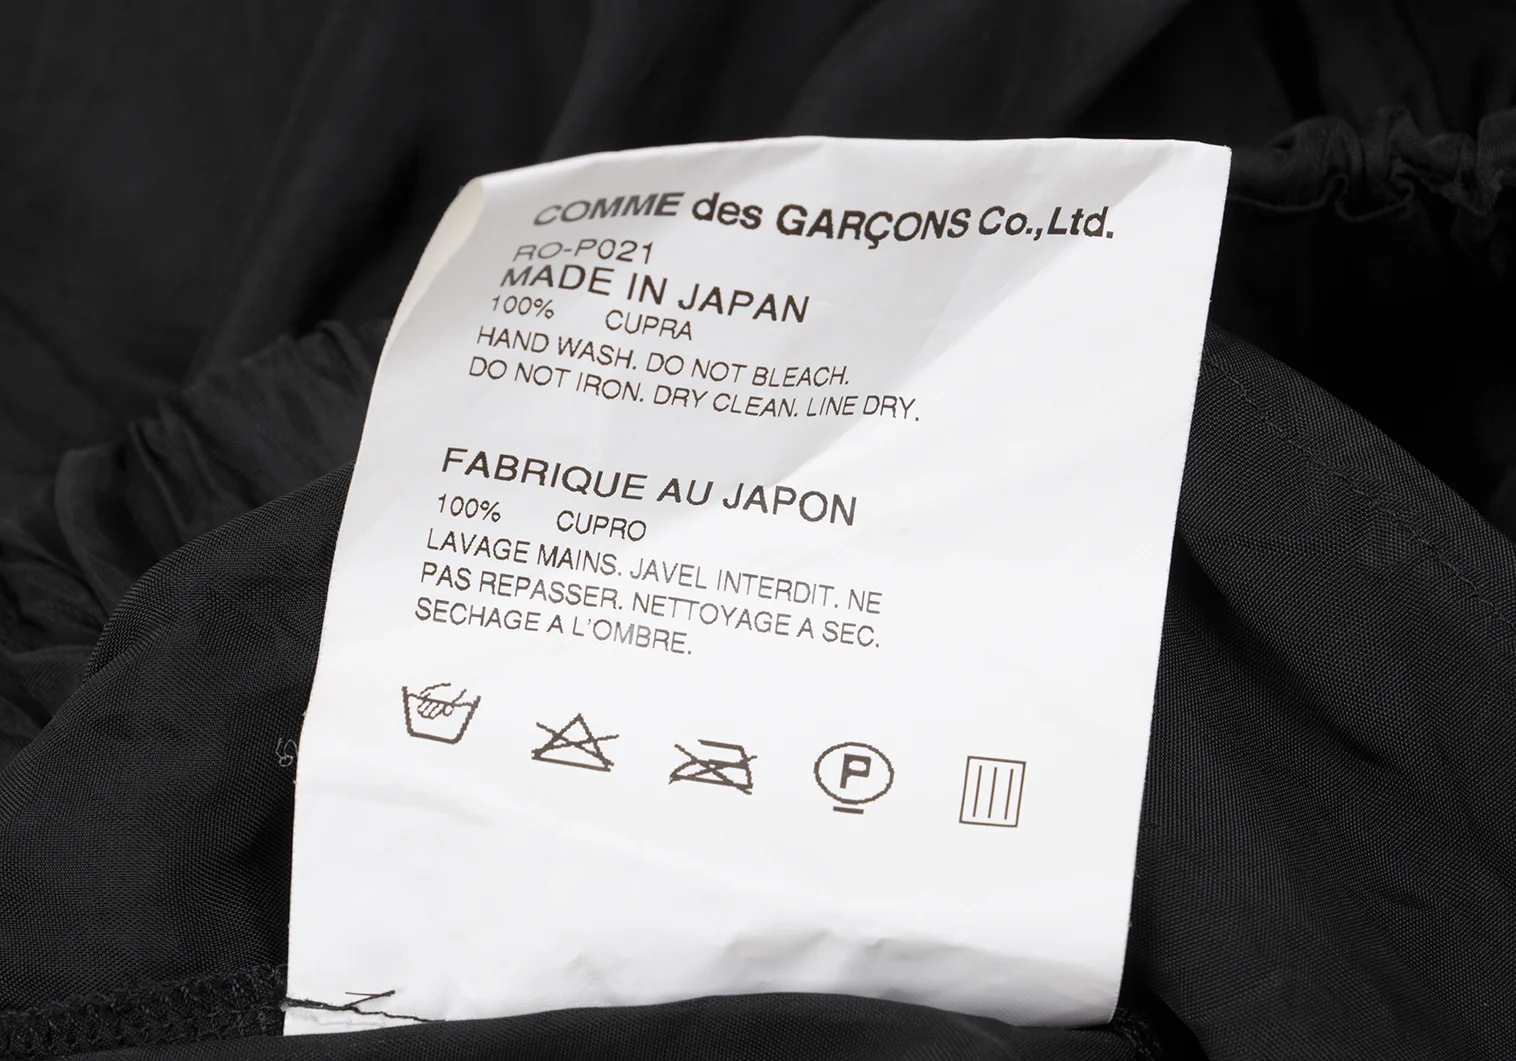 COMME des GARÇONS Co.,Ltd.
RO-P021
MADE IN JAPAN
100% CUPRA
HAND WASH. DO NOT BLEACH.
DO NOT IRON. DRY CLEAN. LINE DRY.
FABRIQUE AU JAPON
100% CUPRO
LAVAGE MAINS. JAVEL INTERDIT. NE
PAS REPASSER. NETTOYAGE A SEC.
SECHAGE A L'OMBRE.
P